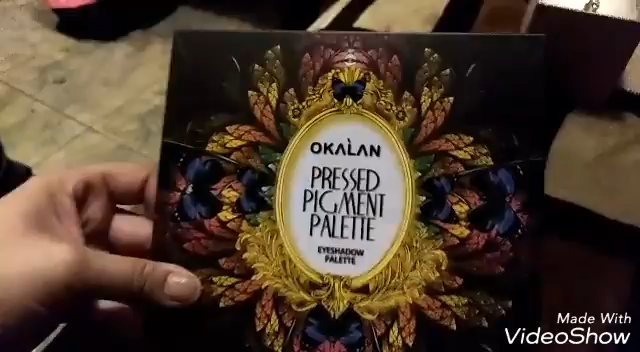 OKALAN
PRESSED
PIGMENT
PALETTE
EYESHADOW
PALETTE
Made With
VideoShow